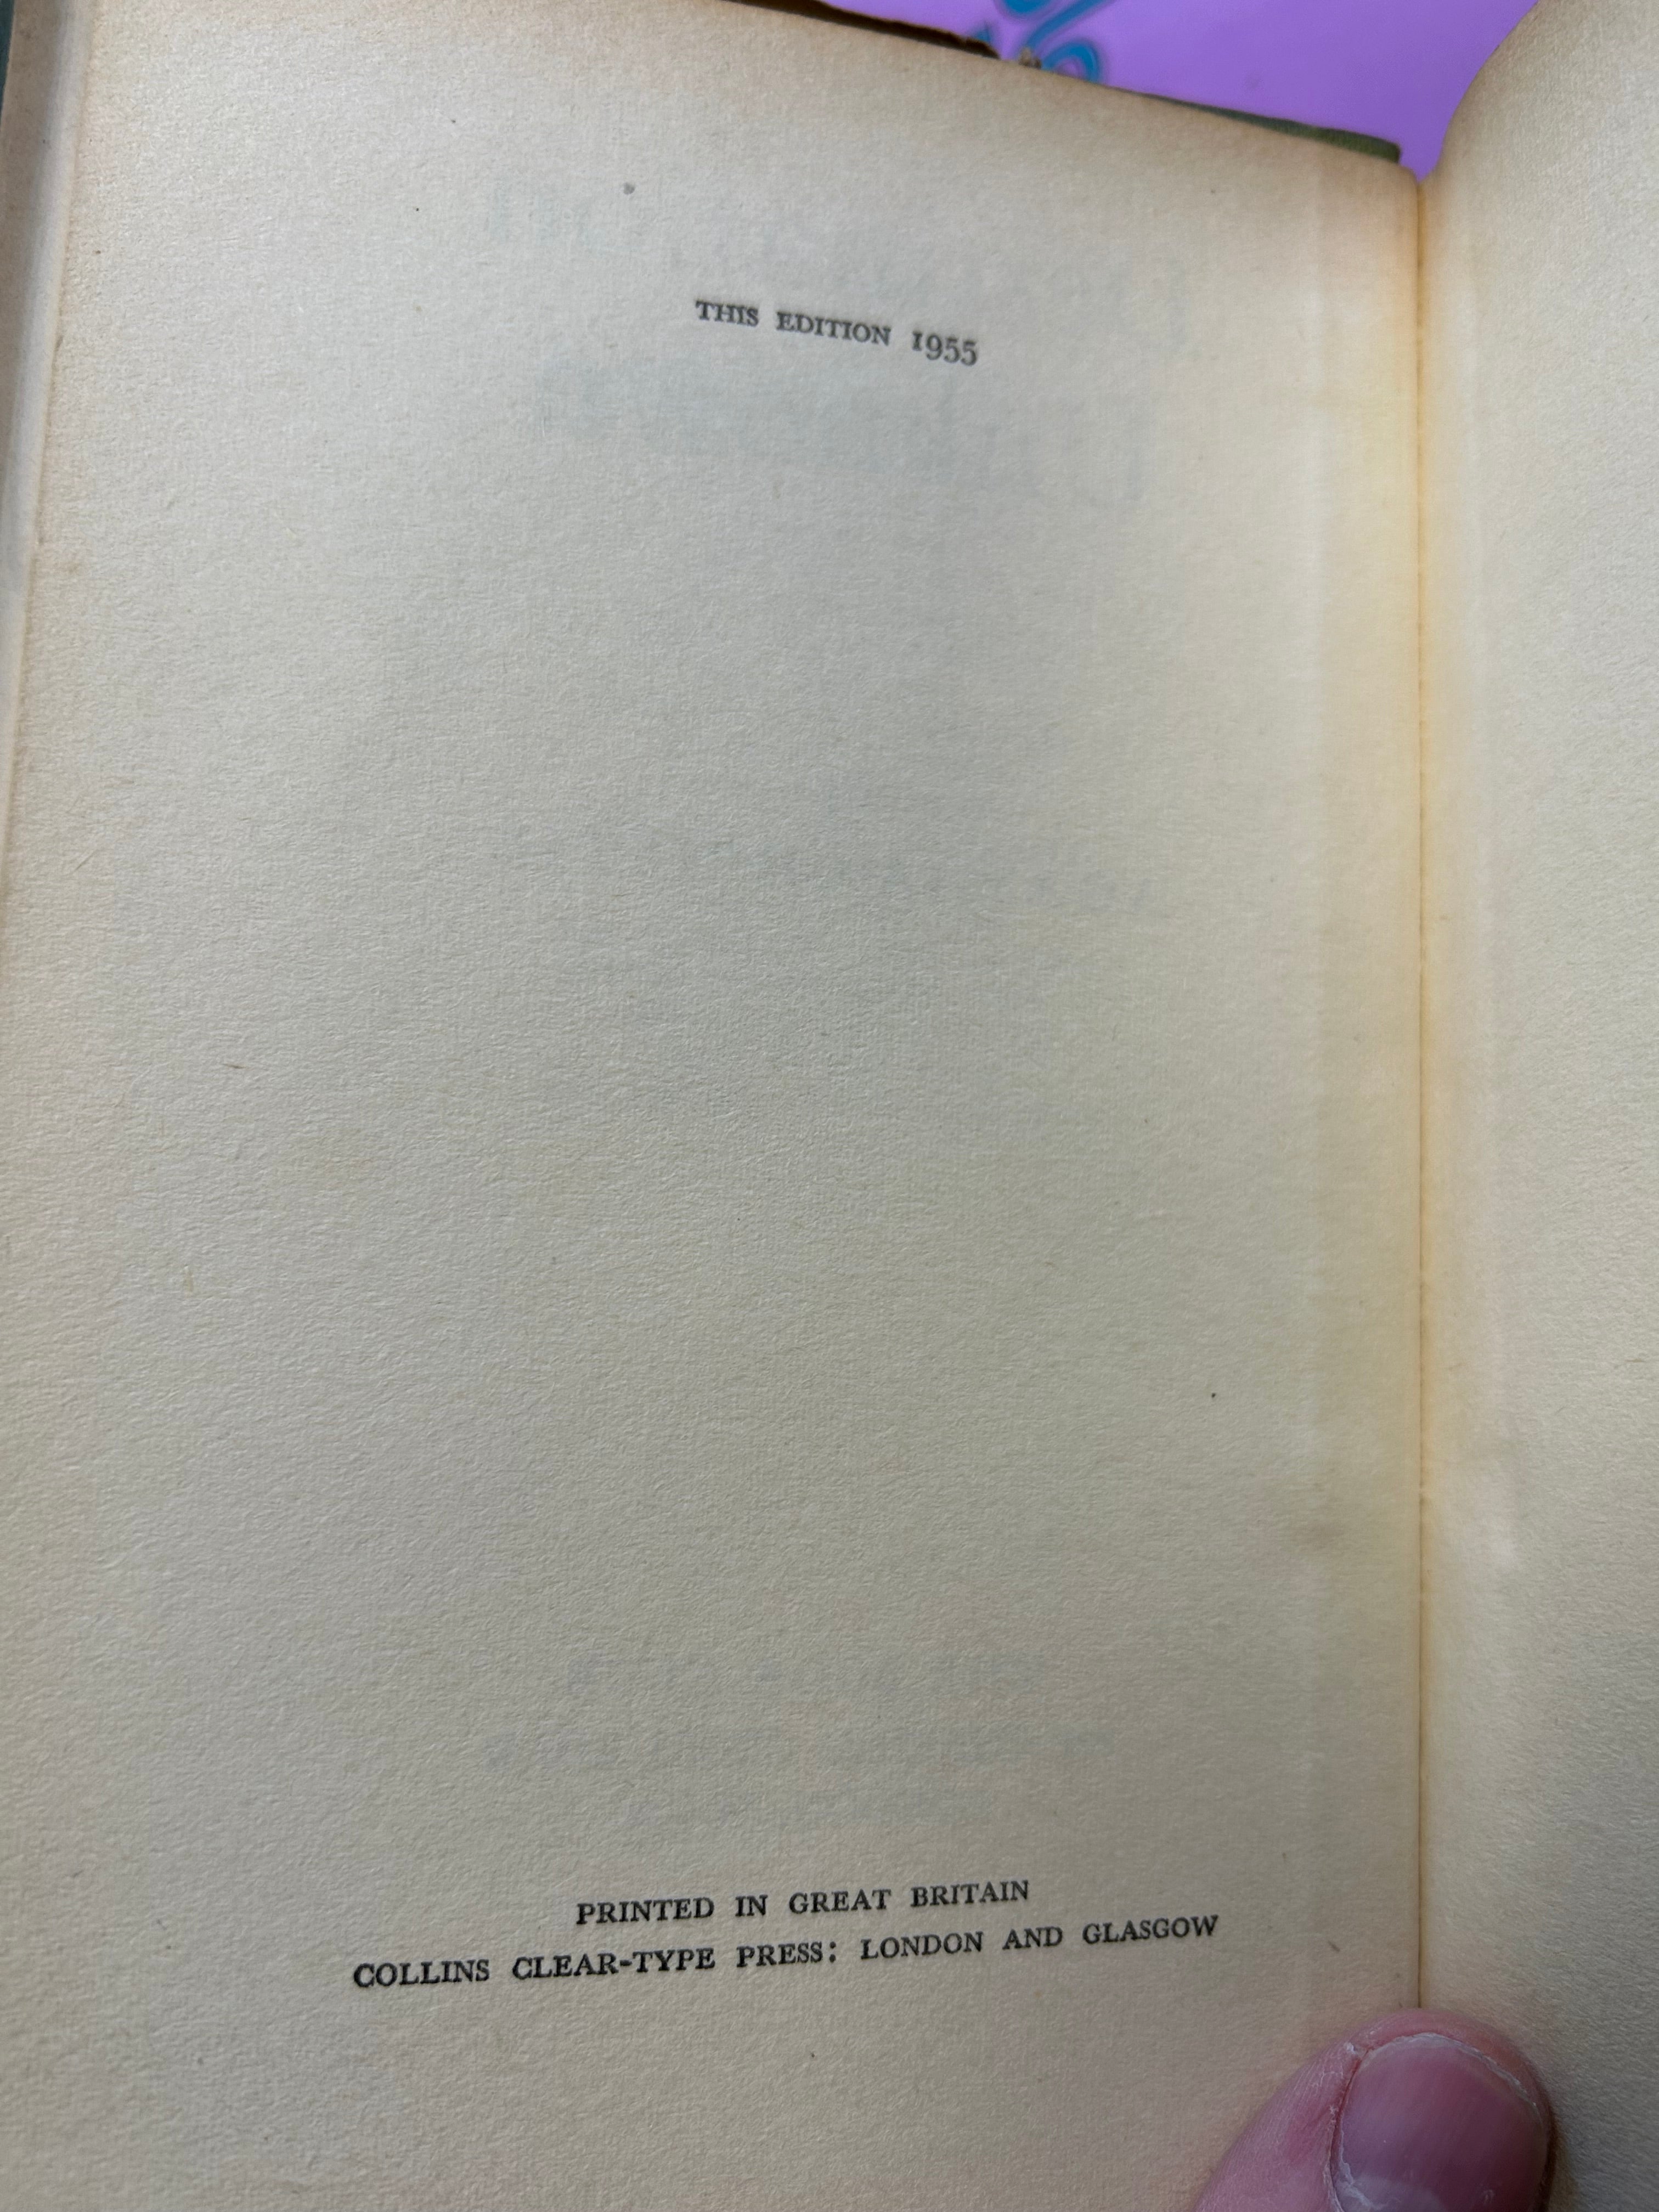 THIS EDITION 1955
PRINTED IN GREAT BRITAIN
COLLINS CLEAR-TYPE PRESS: LONDON AND GLASGOW